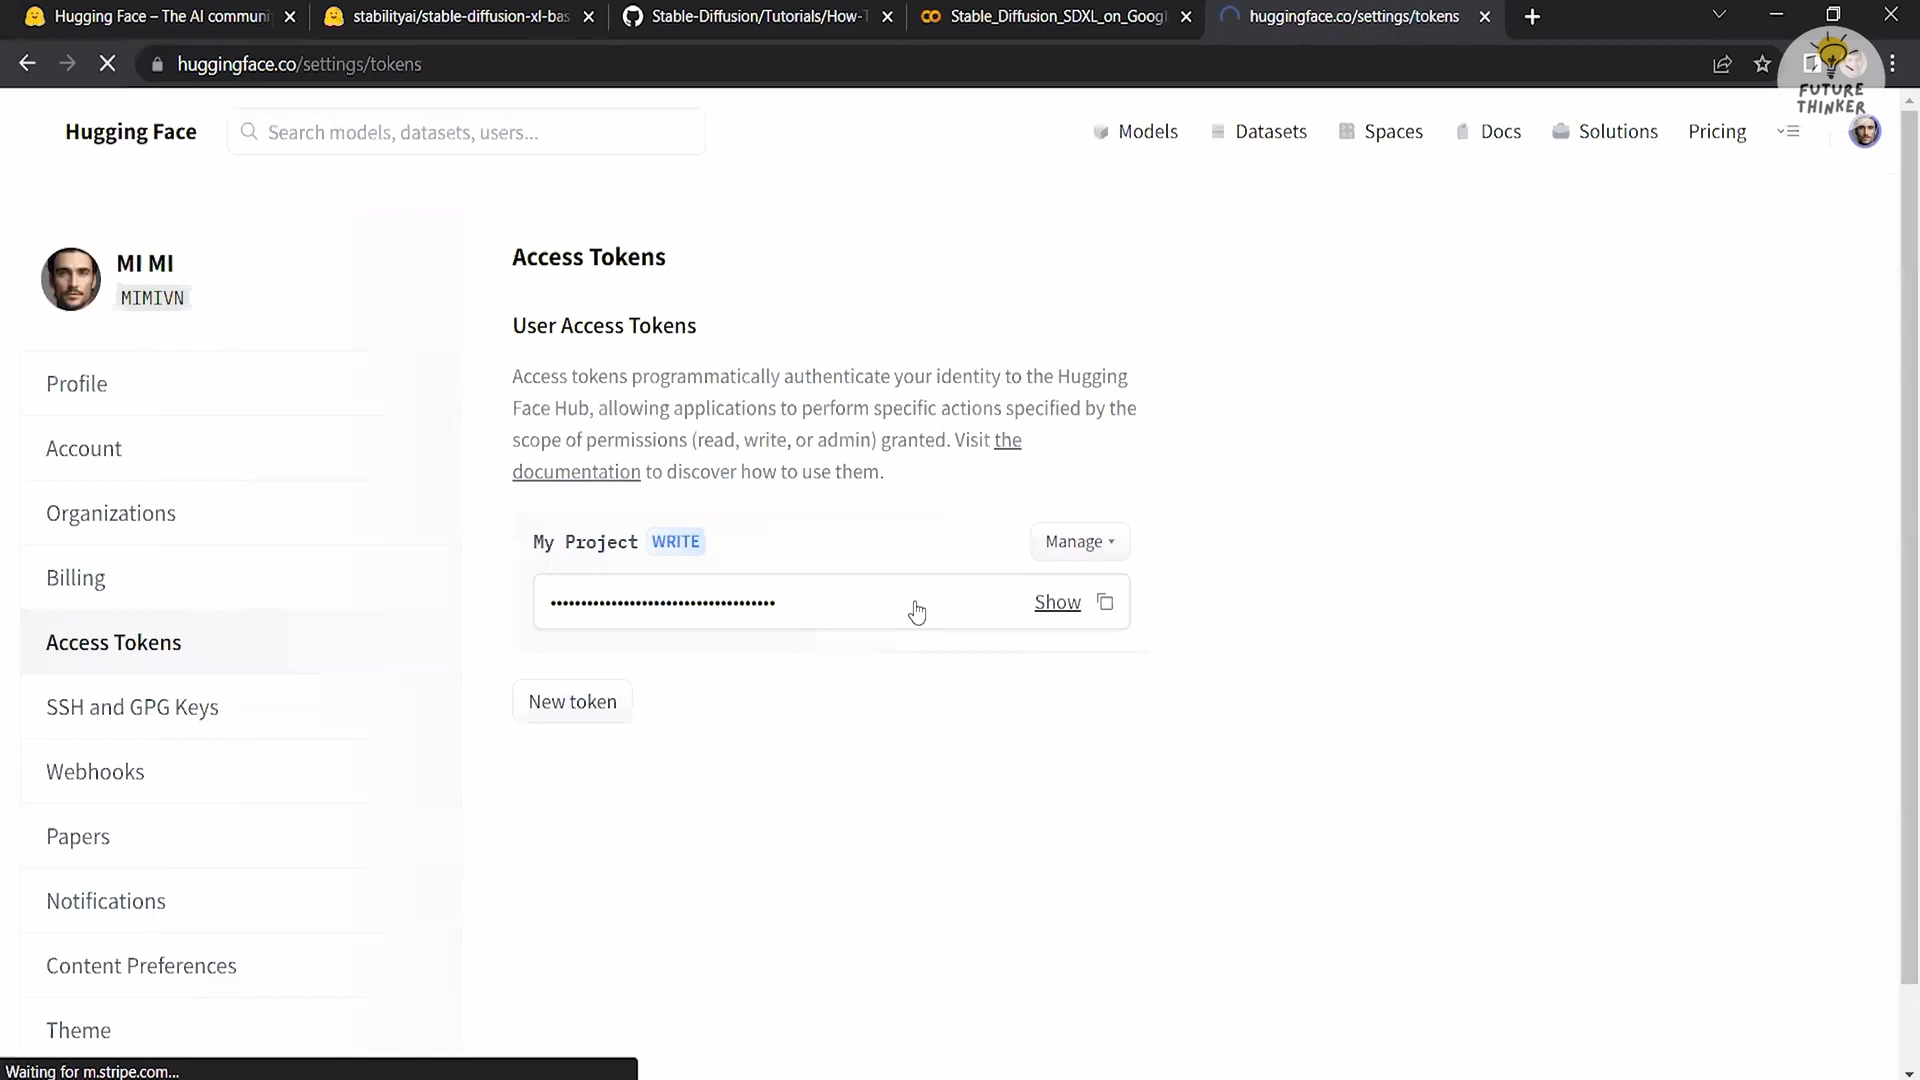 Hugging Face – The AI communi
stabilityai/stable-diffusion-xl-bas
Stable-Diffusion/Tutorials/How-T
Stable_Diffusion_SDXL_on_Googl
huggingface.co/settings/tokens
huggingface.co/settings/tokens
FUTURE
THINKER
Hugging Face
Search models, datasets, users...
Models
Datasets
Spaces
Docs
Solutions
Pricing
MI MI
MIMIVN
Profile
Account
Organizations
Billing
Access Tokens
SSH and GPG Keys
Webhooks
Papers
Notifications
Content Preferences
Theme
Access Tokens
User Access Tokens
Access tokens programmatically authenticate your identity to the Hugging
Face Hub, allowing applications to perform specific actions specified by the
scope of permissions (read, write, or admin) granted. Visit the
documentation to discover how to use them.
My Project WRITE
Manage
Show
New token
Waiting for m.stripe.com...